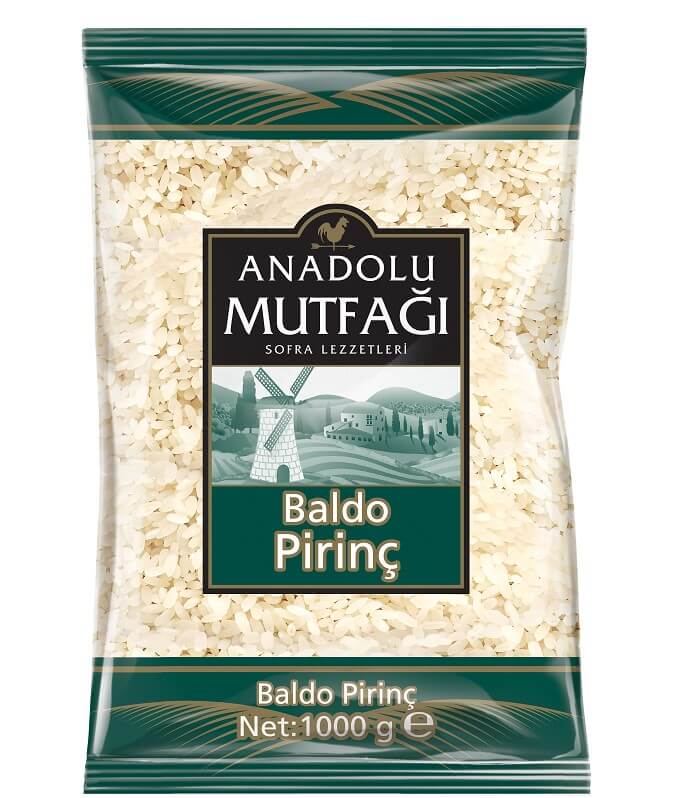 ANADOLU
MUTFAĞI
SOFRA LEZZETLERİ
Baldo
Pirinç
Baldo Pirinç
Net:1000 g ℮